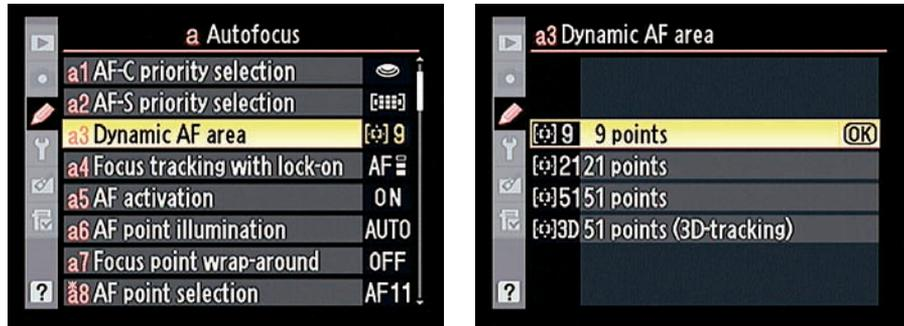 a Autofocus
a1 AF-C priority selection
a2 AF-S priority selection
a3 Dynamic AF area [ ] 9
a4 Focus tracking with lock-on AF
a5 AF activation ON
a6 AF point illumination AUTO
a7 Focus point wrap-around OFF
*a8 AF point selection AF11
?
a3 Dynamic AF area
[ ] 9 9 points OK
[ ] 21 21 points
[ ] 51 51 points
[ ] 3D 51 points (3D-tracking)
?